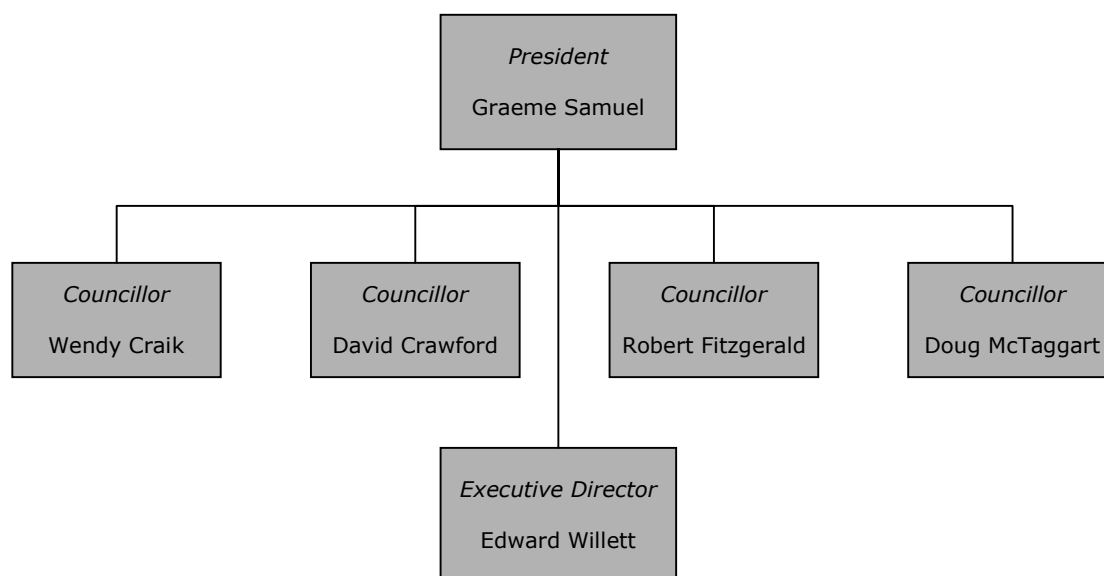 President
Graeme Samuel
Councillor
Wendy Craik
Councillor
David Crawford
Councillor
Robert Fitzgerald
Councillor
Doug McTaggart
Executive Director
Edward Willett